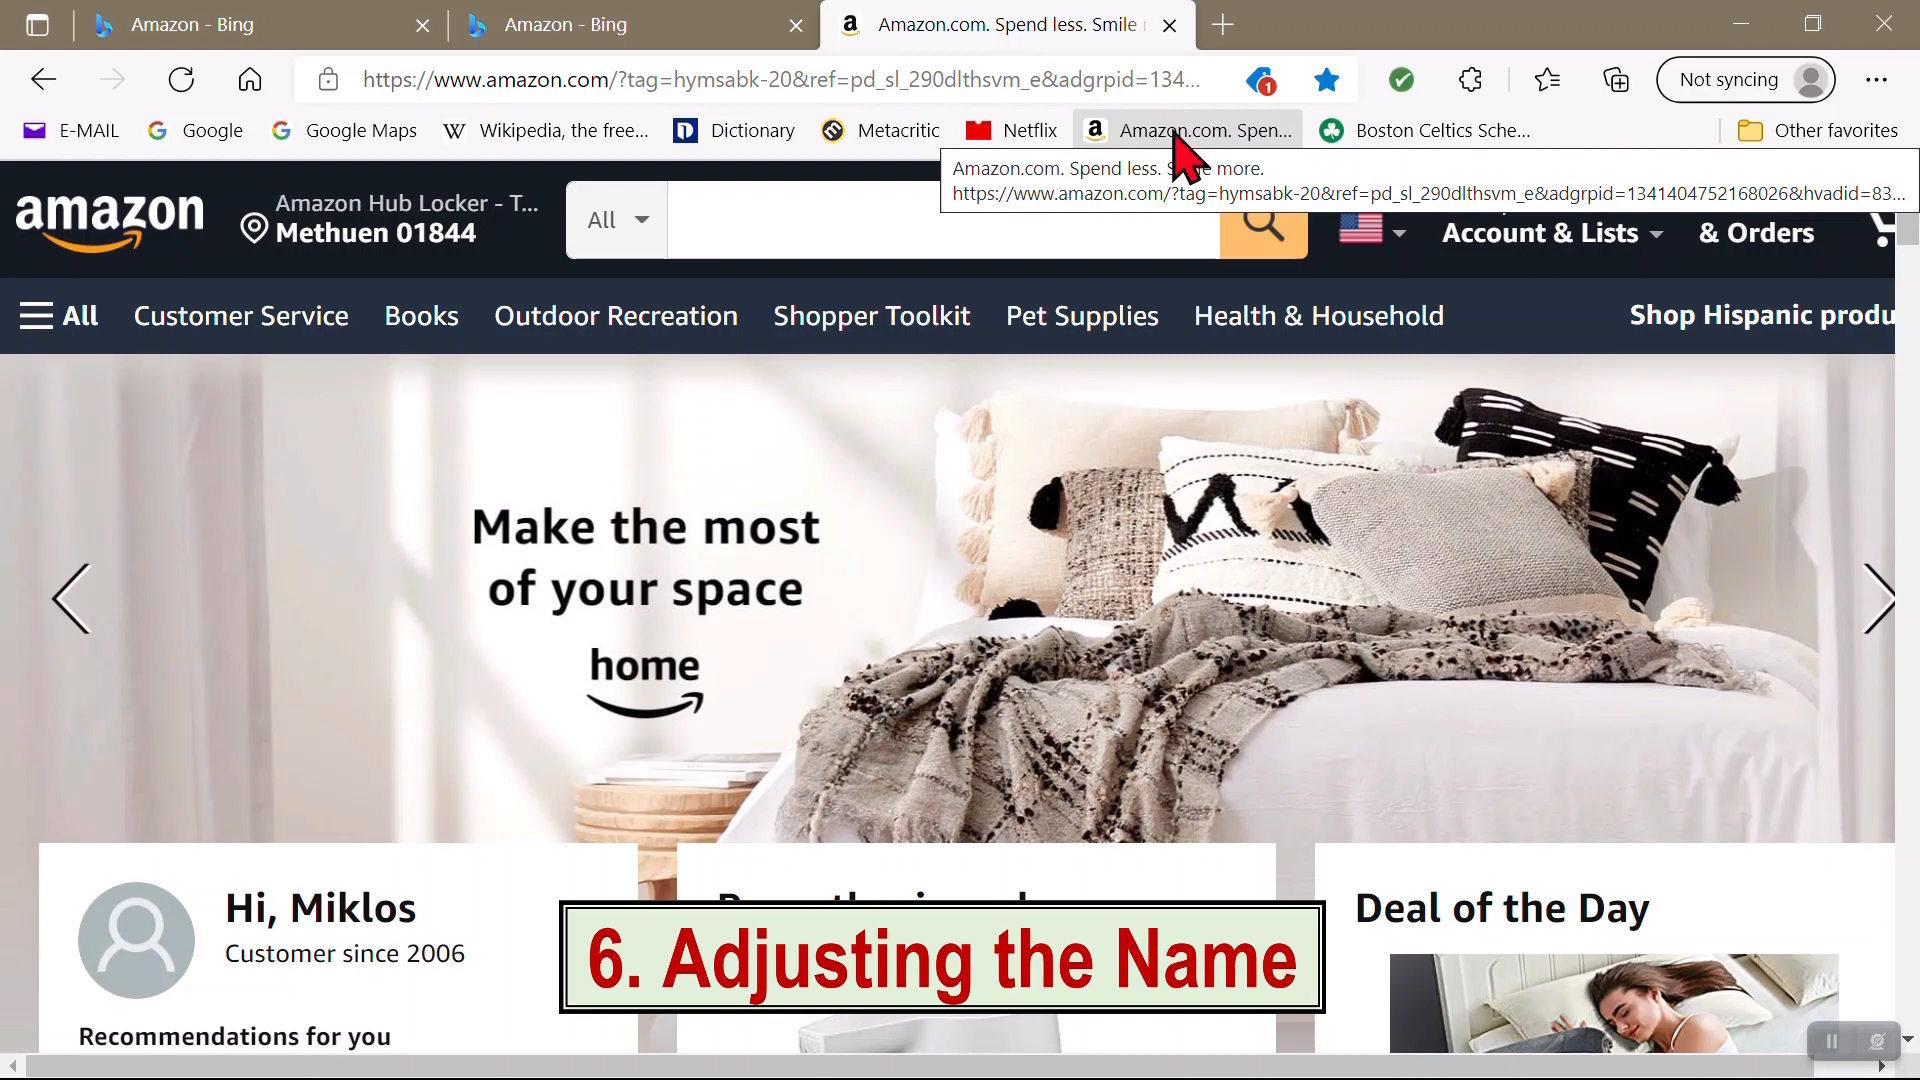 Amazon - Bing
Amazon - Bing
Amazon.com. Spend less. Smile
https://www.amazon.com/?tag=hymsabk-20&ref=pd_sl_290dlthsvm_e&adgrpid=134...
1
Not syncing
E-MAIL
Google
Google Maps
Wikipedia, the free...
Dictionary
Metacritic
Netflix
Amazon.com. Spen...
Boston Celtics Sche...
Other favorites
Amazon.com. Spend less. more.
https://www.amazon.com/?tag=hymsabk-20&ref=pd_sl_290dlthsvm_e&adgrpid=1341404752168026&hvadid=83...
amazon
Amazon Hub Locker - T...
Methuen 01844
All
Account & Lists
& Orders
All
Customer Service
Books
Outdoor Recreation
Shopper Toolkit
Pet Supplies
Health & Household
Shop Hispanic produ
Make the most
of your space
home
Hi, Miklos
Customer since 2006
Recommendations for you
Deal of the Day
6. Adjusting the Name